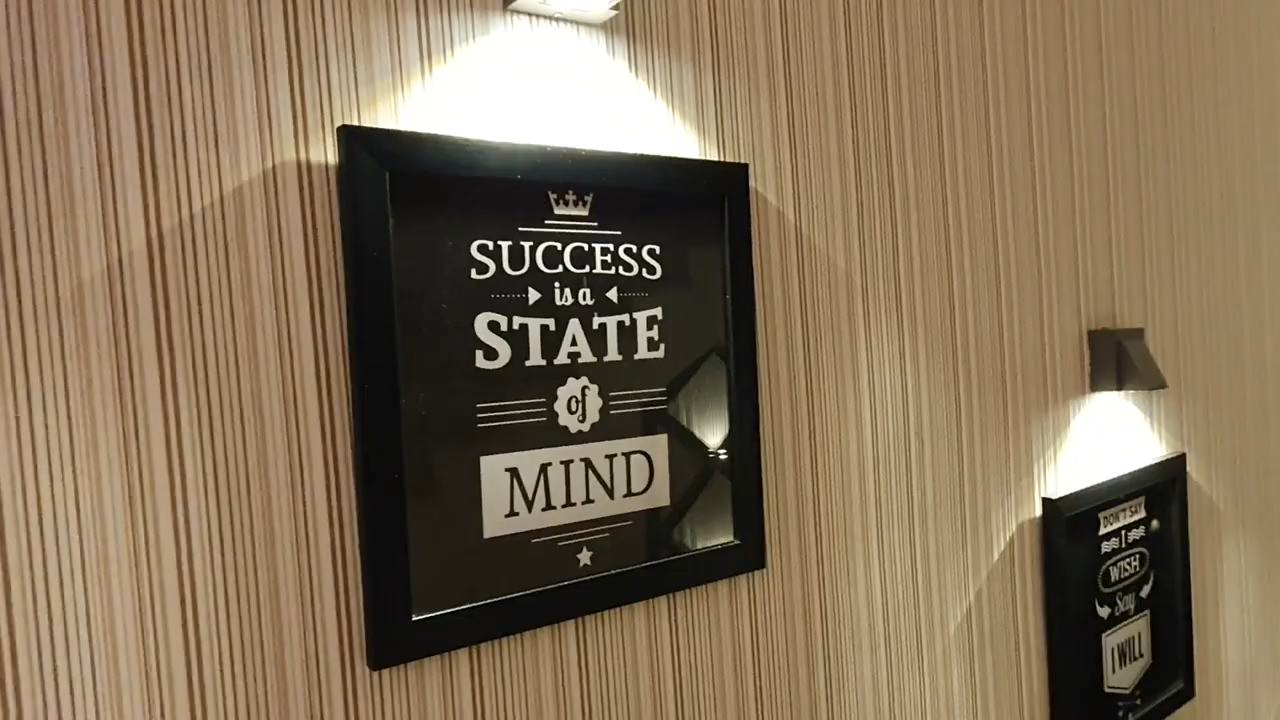 SUCCESS
is a
STATE
of
MIND
DON'T SAY
I
WISH
Say
I WILL